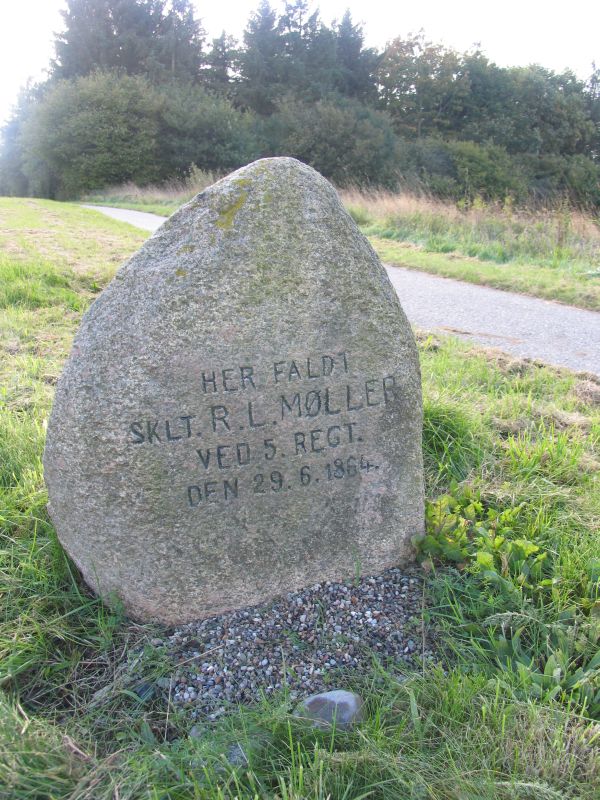 HER FALDT
SKLT. R. L. MØLLER
VED 5. REGT.
DEN 29. 6. 1864.